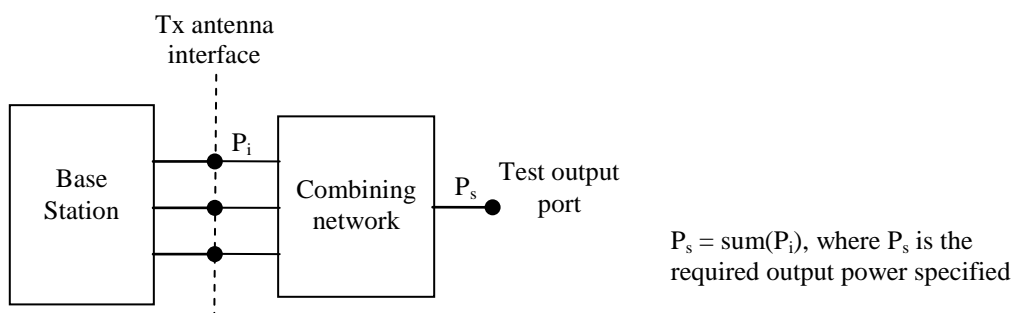 Tx antenna
interface
P_i
Base
Station
Combining
network
P_s
Test output
port
P_s = sum(P_i), where P_s is the
required output power specified